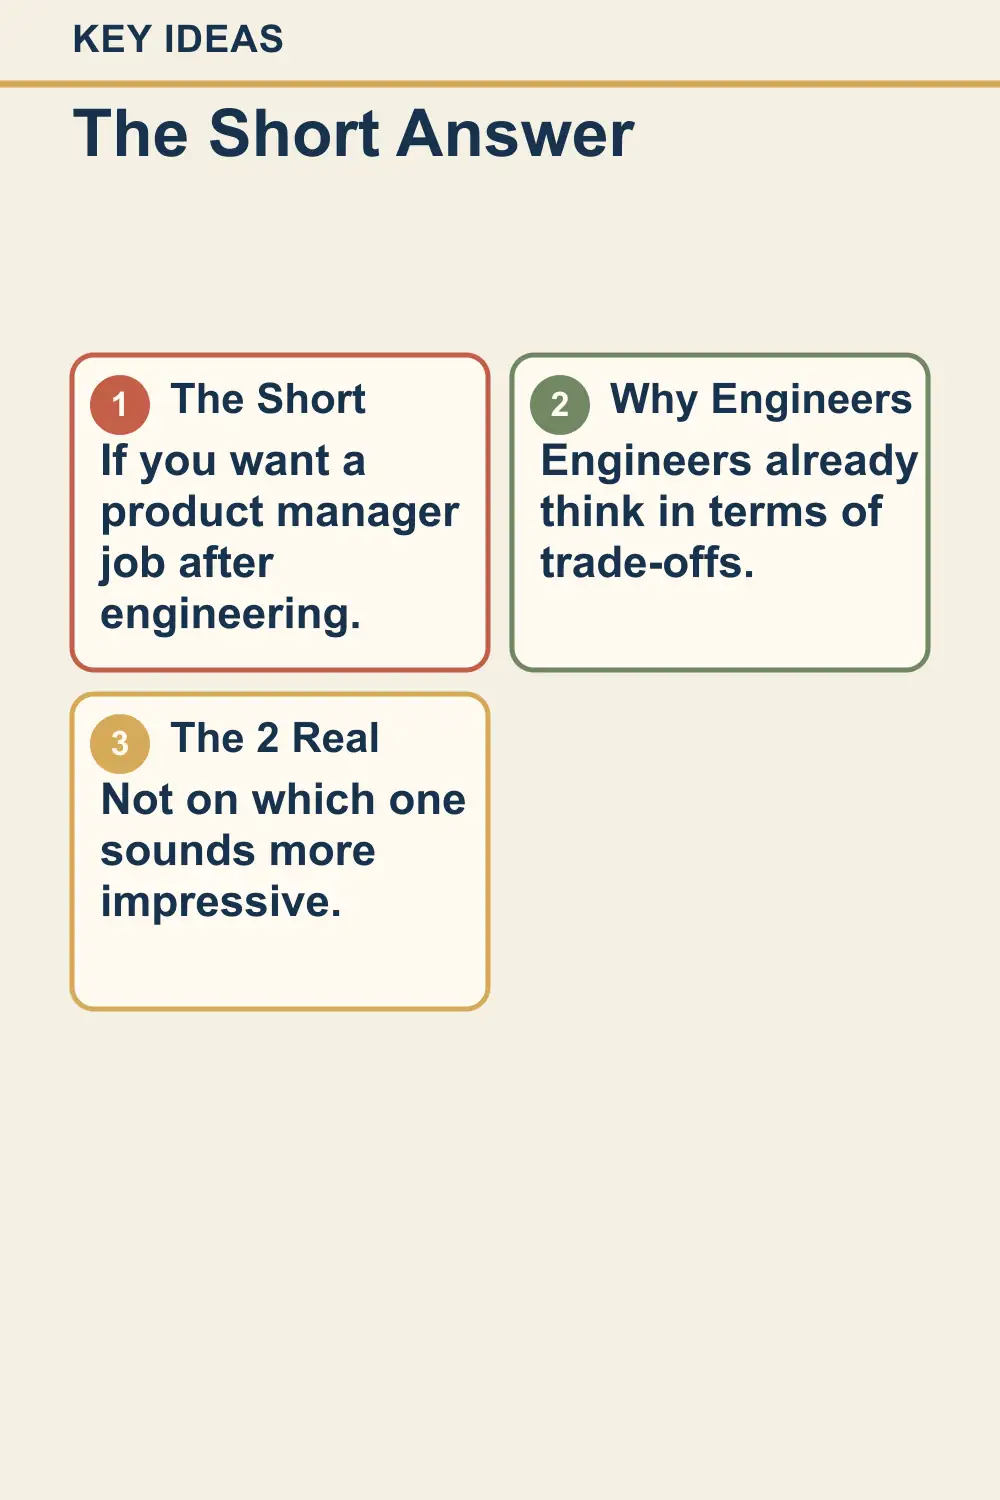 KEY IDEAS
The Short Answer
1
The Short
If you want a
product manager
job after
engineering.
2
Why Engineers
Engineers already
think in terms of
trade-offs.
3
The 2 Real
Not on which one
sounds more
impressive.